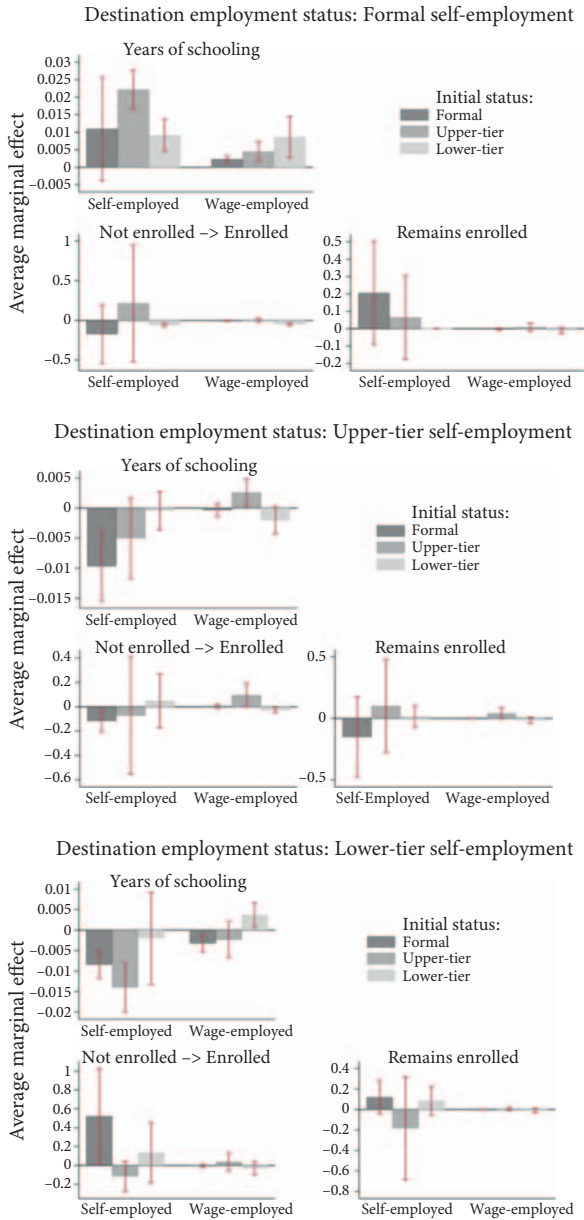 Destination employment status: Formal self-employment
Average marginal effect
Years of schooling
0.03
0.025
0.02
0.015
0.01
0.005
0
−0.005
Self-employed Wage-employed
Initial status:
Formal
Upper-tier
Lower-tier
Not enrolled –> Enrolled
1
0.5
0
−0.5
Self-employed Wage-employed
Remains enrolled
0.5
0.4
0.3
0.2
0.1
0
−0.1
−0.2
Self-employed Wage-employed
Destination employment status: Upper-tier self-employment
Average marginal effect
Years of schooling
0.005
0
−0.005
−0.01
−0.015
Self-employed Wage-employed
Initial status:
Formal
Upper-tier
Lower-tier
Not enrolled –> Enrolled
0.4
0.2
0
−0.2
−0.4
−0.6
Self-employed Wage-employed
Remains enrolled
0.5
0
−0.5
Self-Employed Wage-employed
Destination employment status: Lower-tier self-employment
Average marginal effect
Years of schooling
0.01
0.005
0
−0.005
−0.01
−0.015
−0.02
Self-employed Wage-employed
Initial status:
Formal
Upper-tier
Lower-tier
Not enrolled –> Enrolled
1
0.8
0.6
0.4
0.2
0
−0.2
Self-employed Wage-employed
Remains enrolled
0.4
0.2
0
−0.2
−0.4
−0.6
−0.8
Self-employed Wage-employed